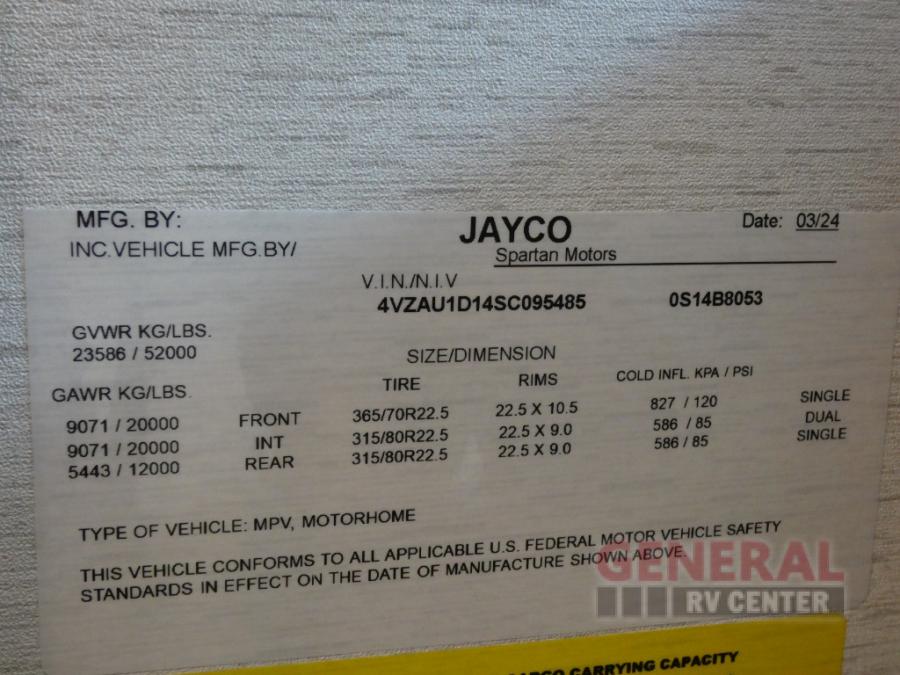 MFG. BY: JAYCO Date: 03/24
INC.VEHICLE MFG.BY/ Spartan Motors
V.I.N./N.I.V
4VZAU1D14SC095485 0S14B8053
GVWR KG/LBS.
23586 / 52000
SIZE/DIMENSION
GAWR KG/LBS. TIRE RIMS COLD INFL. KPA / PSI
9071 / 20000 FRONT 365/70R22.5 22.5 X 10.5 827 / 120 SINGLE
9071 / 20000 INT 315/80R22.5 22.5 X 9.0 586 / 85 DUAL
5443 / 12000 REAR 315/80R22.5 22.5 X 9.0 586 / 85 SINGLE
TYPE OF VEHICLE: MPV, MOTORHOME
THIS VEHICLE CONFORMS TO ALL APPLICABLE U.S. FEDERAL MOTOR VEHICLE SAFETY
STANDARDS IN EFFECT ON THE DATE OF MANUFACTURE SHOWN ABOVE.
GENERAL
RV CENTER
CARRYING CAPACITY